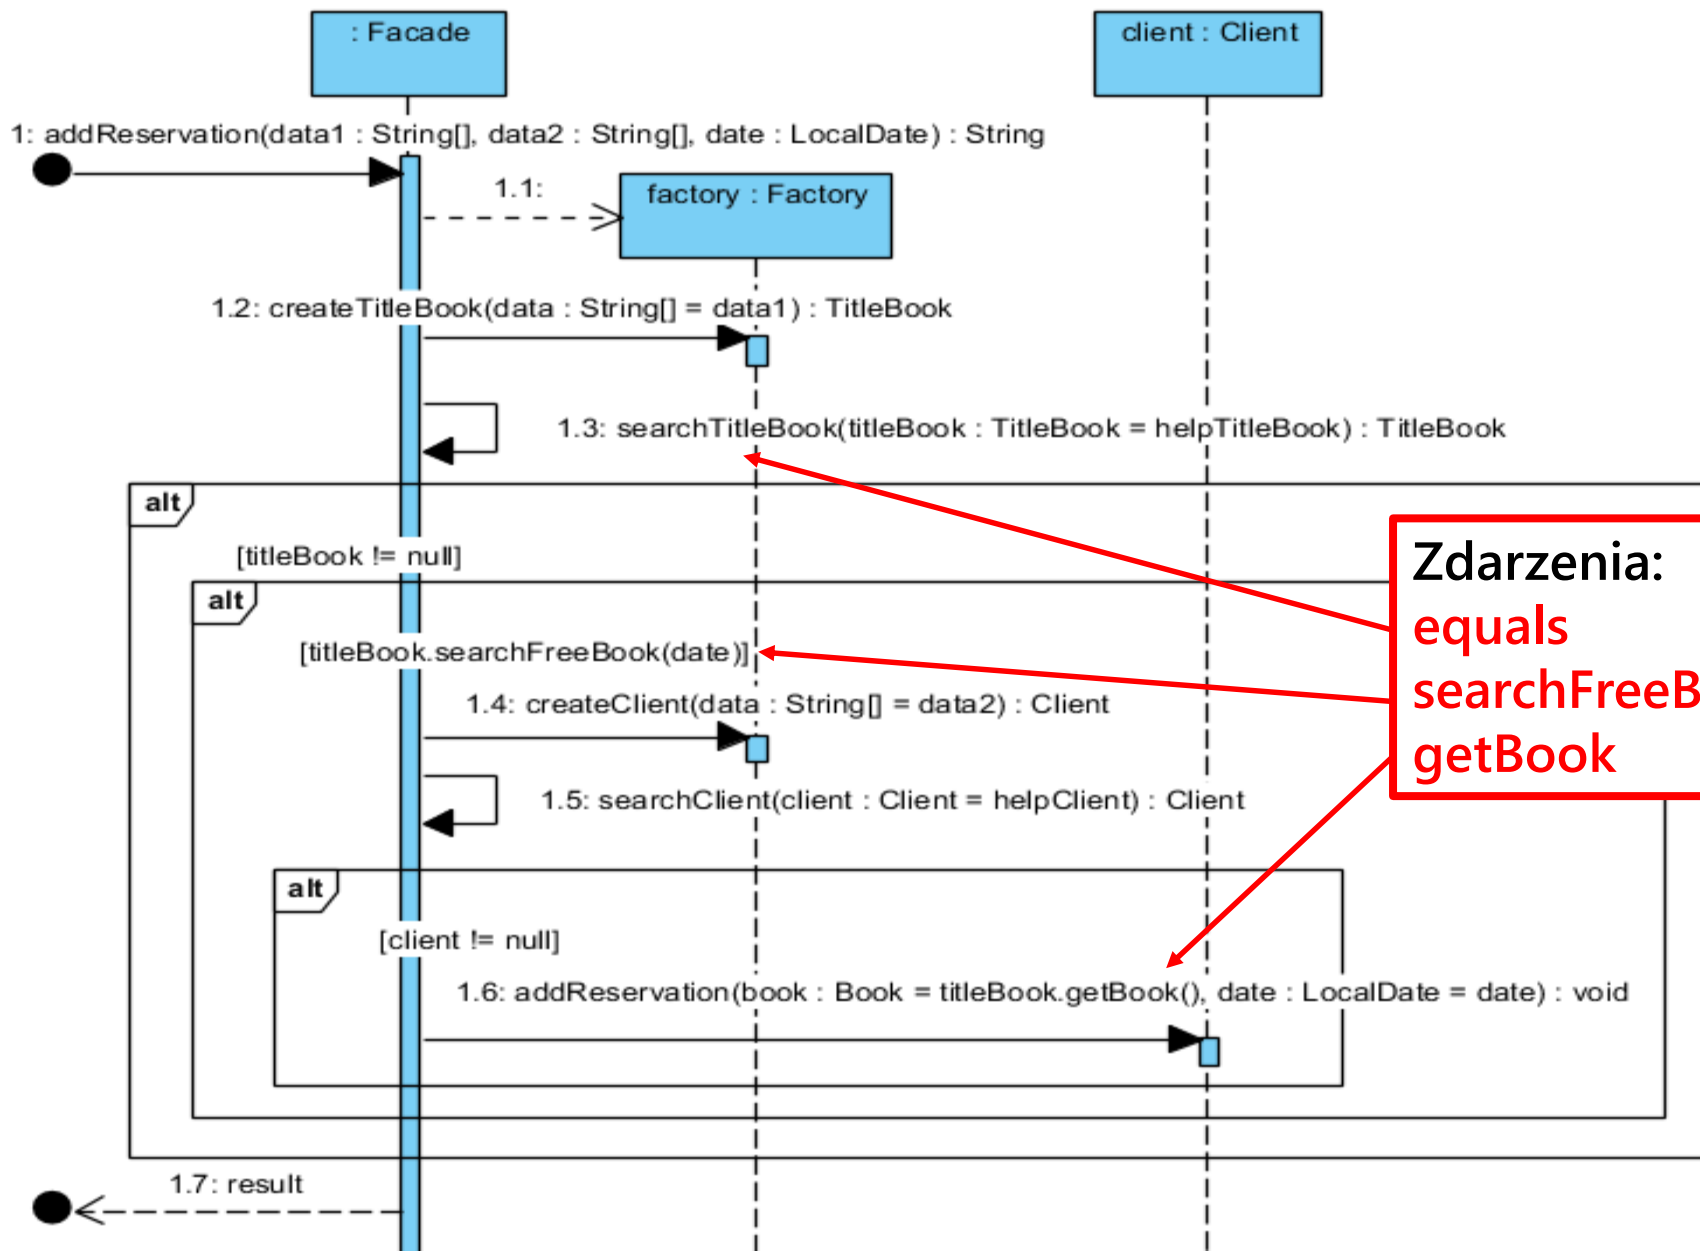 : Facade
client : Client
1: addReservation(data1 : String[], data2 : String[], date : LocalDate) : String
1.1:
factory : Factory
1.2: createTitleBook(data : String[] = data1) : TitleBook
1.3: searchTitleBook(titleBook : TitleBook = helpTitleBook) : TitleBook
alt
[titleBook != null]
alt
Zdarzenia:
equals
searchFreeB
getBook
[titleBook.searchFreeBook(date)]
1.4: createClient(data : String[] = data2) : Client
1.5: searchClient(client : Client = helpClient) : Client
alt
[client != null]
1.6: addReservation(book : Book = titleBook.getBook(), date : LocalDate = date) : void
1.7: result